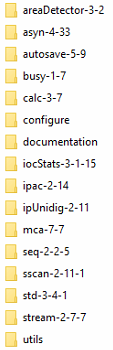 areaDetector-3-2
asyn-4-33
autosave-5-9
busy-1-7
calc-3-7
configure
documentation
iocStats-3-1-15
ipac-2-14
ipUnidig-2-11
mca-7-7
seq-2-2-5
sscan-2-11-1
std-3-4-1
stream-2-7-7
utils